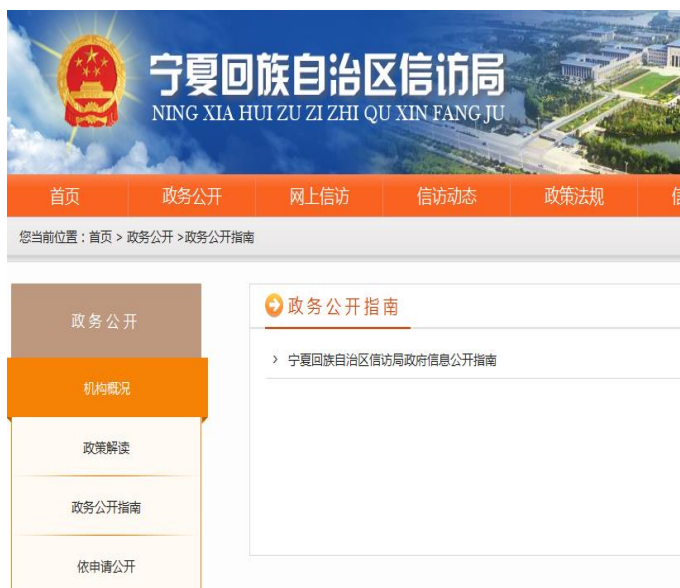 宁夏回族自治区信访局
NING XIA HUI ZU ZI ZHI QU XIN FANG JU
首页 政务公开 网上信访 信访动态 政策法规
您当前位置：首页 > 政务公开 >政务公开指南
政务公开
机构概况
政策解读
政务公开指南
依申请公开
政务公开指南
› 宁夏回族自治区信访局政府信息公开指南